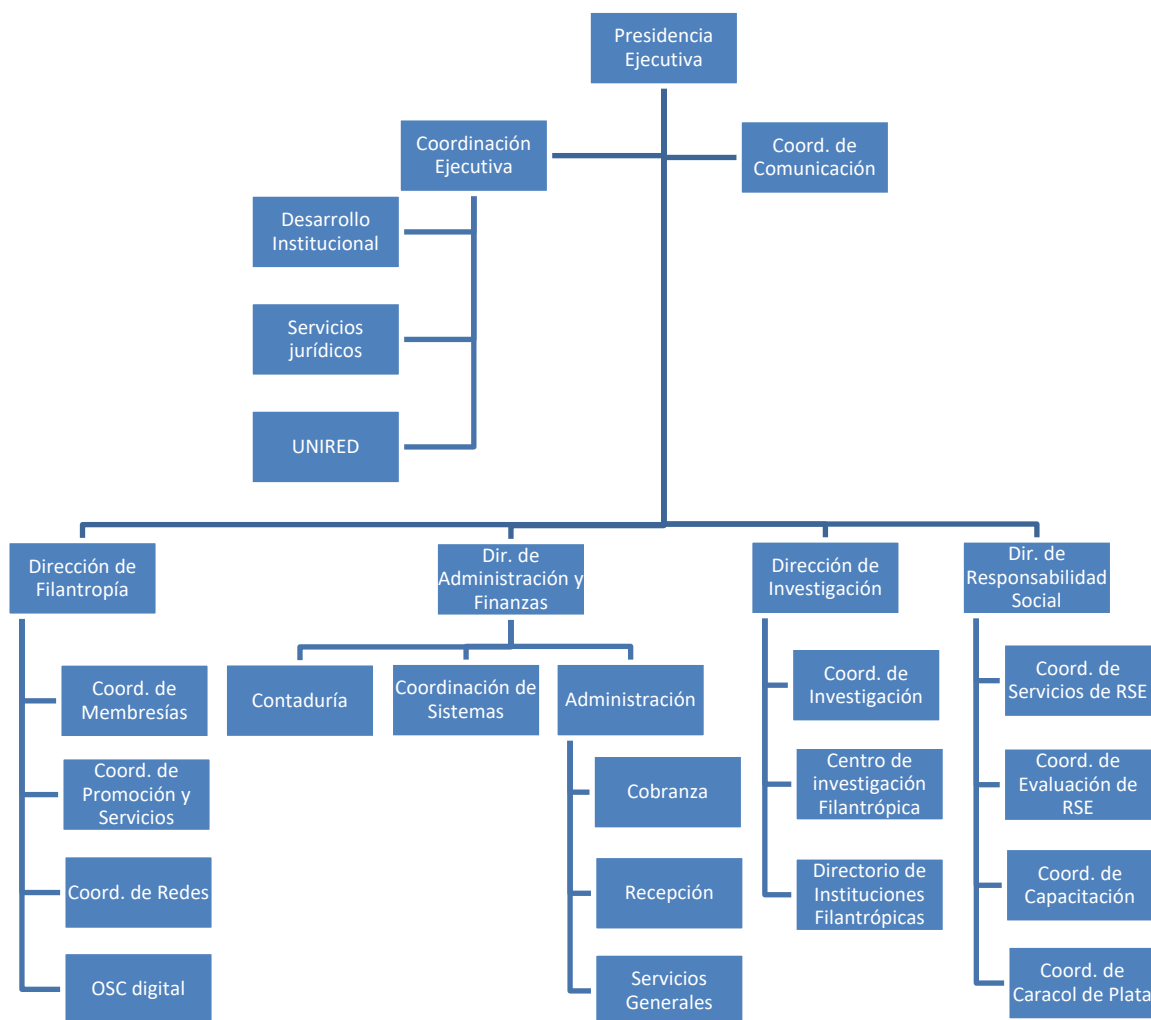 Presidencia
Ejecutiva
Coordinación
Ejecutiva
Coord. de
Comunicación
Desarrollo
Institucional
Servicios
jurídicos
UNIRED
Dirección de
Filantropía
Dir. de
Administración y
Finanzas
Dirección de
Investigación
Dir. de
Responsabilidad
Social
Coord. de
Membresías
Coord. de
Promoción y
Servicios
Coord. de Redes
OSC digital
Contaduría
Coordinación de
Sistemas
Administración
Cobranza
Recepción
Servicios
Generales
Coord. de
Investigación
Centro de
investigación
Filantrópica
Directorio de
Instituciones
Filantrópicas
Coord. de
Servicios de RSE
Coord. de
Evaluación de
RSE
Coord. de
Capacitación
Coord. de
Caracol de Plata